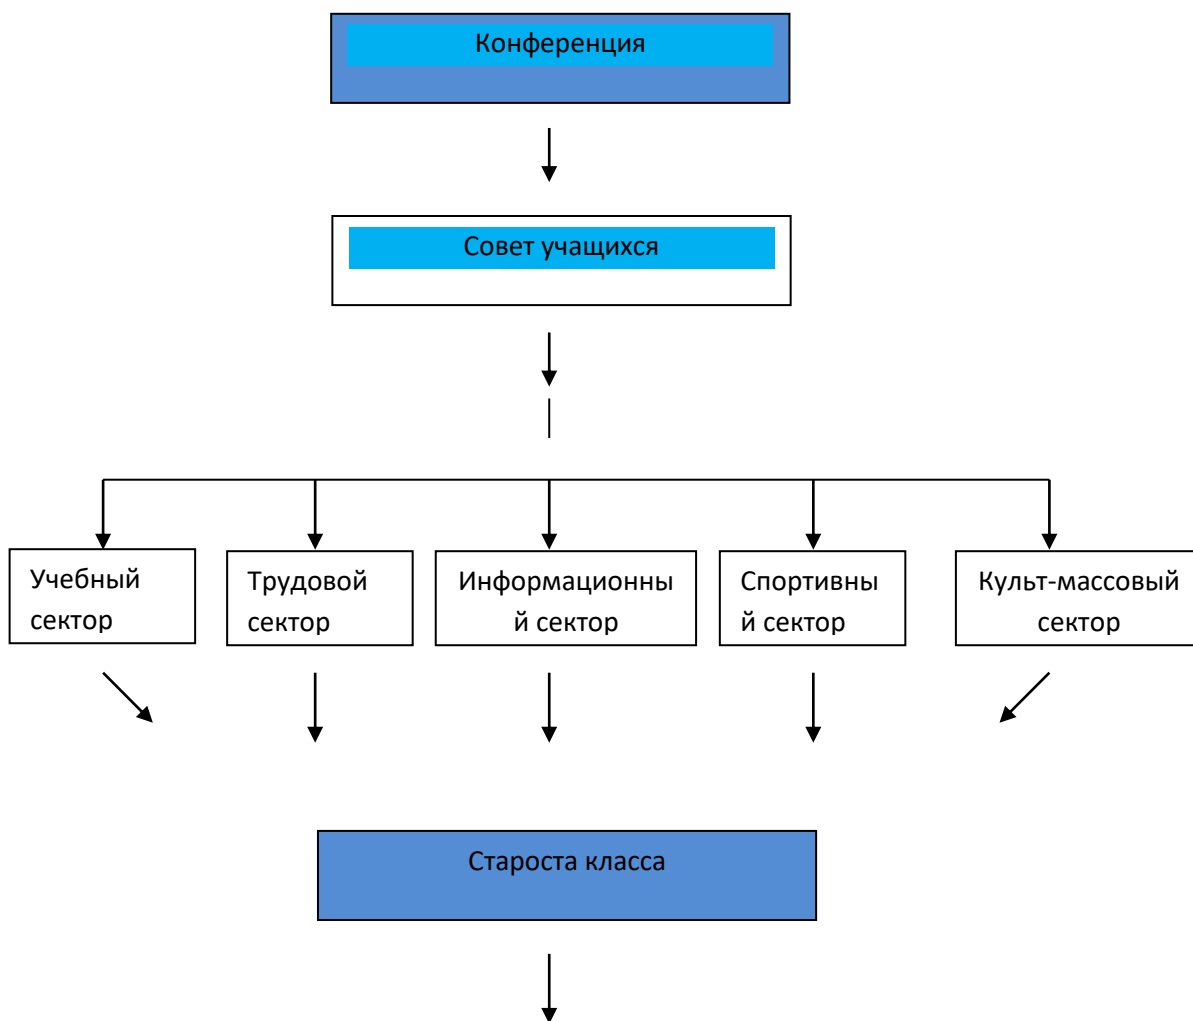 Конференция
Совет учащихся
Учебный
сектор
Трудовой
сектор
Информационны
й сектор
Спортивны
й сектор
Культ-массовый
сектор
Староста класса